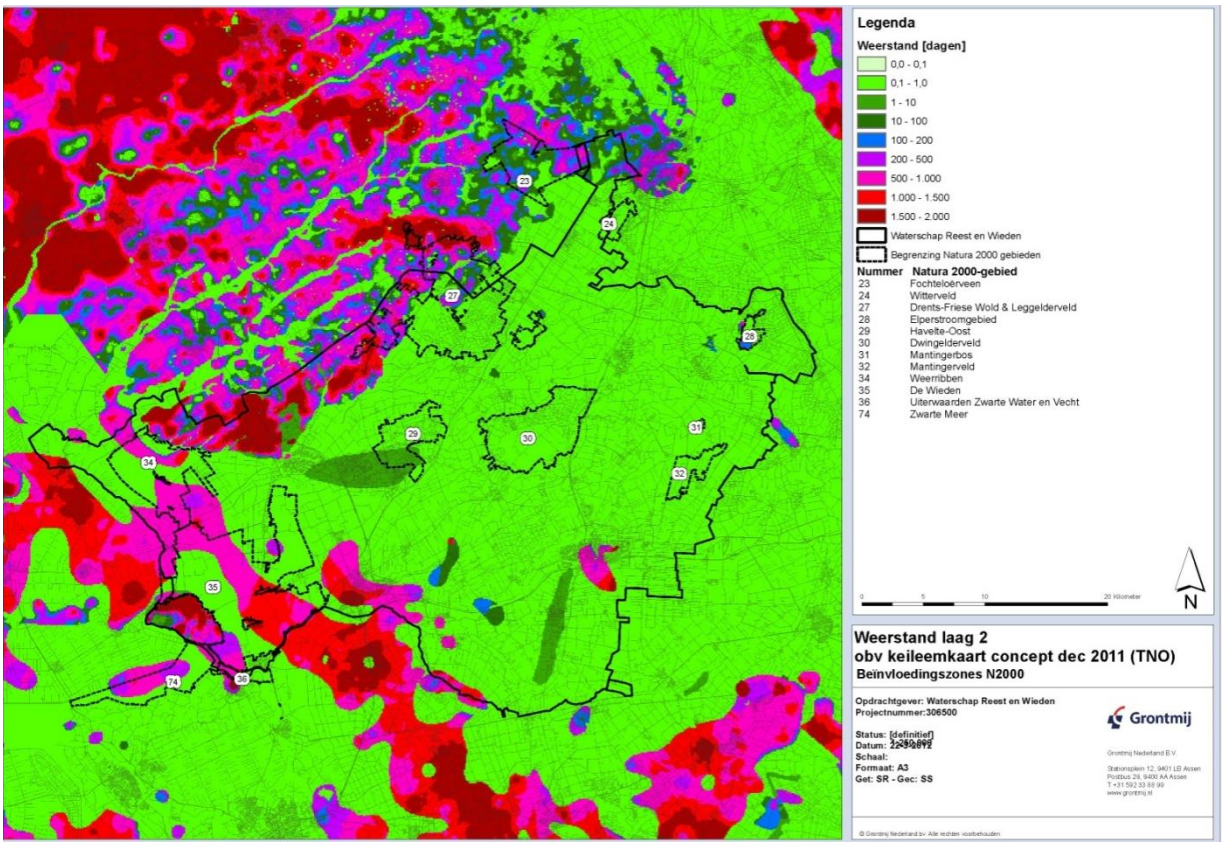 Legenda
Weerstand [dagen]
0,0 - 0,1
0,1 - 1,0
1 - 10
10 - 100
100 - 200
200 - 500
500 - 1.000
1.000 - 1.500
1.500 - 2.000
Waterschap Reest en Wieden
Begrenzing Natura 2000 gebieden
Nummer Natura 2000-gebied
23 Fochteloërveen
24 Witterveld
27 Drents-Friese Wold & Leggelderveld
28 Elperstroomgebied
29 Havelte-Oost
30 Dwingelderveld
31 Mantingerbos
32 Mantingerveld
34 Weerribben
35 De Wieden
36 Uiterwaarden Zwarte Water en Vecht
74 Zwarte Meer
23
24
27
28
29
30
31
32
34
35
36
74
0 5 10 20 Kilometer
N
Weerstand laag 2
obv keileemkaart concept dec 2011 (TNO)
Beïnvloedingszones N2000
Opdrachtgever: Waterschap Reest en Wieden
Projectnummer:306500
Status: [definitief]
Datum:
Schaal:
Formaat: A3
Get: SR - Gec: SS
Grontmij
Grontmij Nederland B.V.
Stationsplein 12, 9401 LB Assen
Postbus 29, 9400 AA Assen
T +31 592 33 88 99
www.grontmij.nl
© Grontmij Nederland bv. Alle rechten voorbehouden